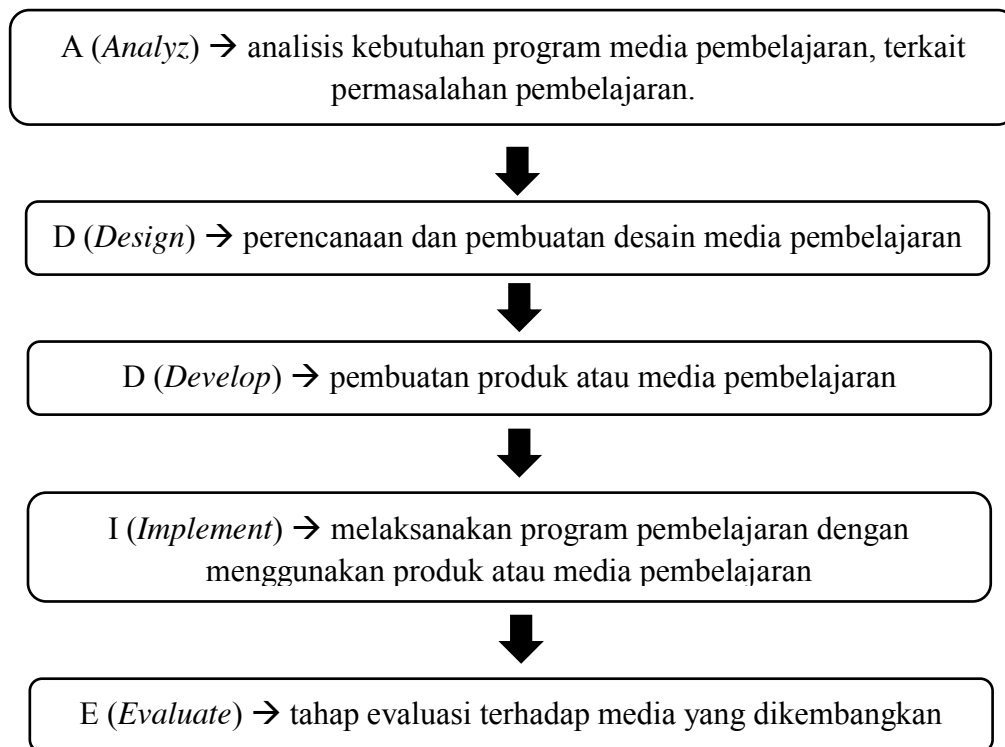 A (Analyz) → analisis kebutuhan program media pembelajaran, terkait
permasalahan pembelajaran.
D (Design) → perencanaan dan pembuatan desain media pembelajaran
D (Develop) → pembuatan produk atau media pembelajaran
I (Implement) → melaksanakan program pembelajaran dengan
menggunakan produk atau media pembelajaran
E (Evaluate) → tahap evaluasi terhadap media yang dikembangkan